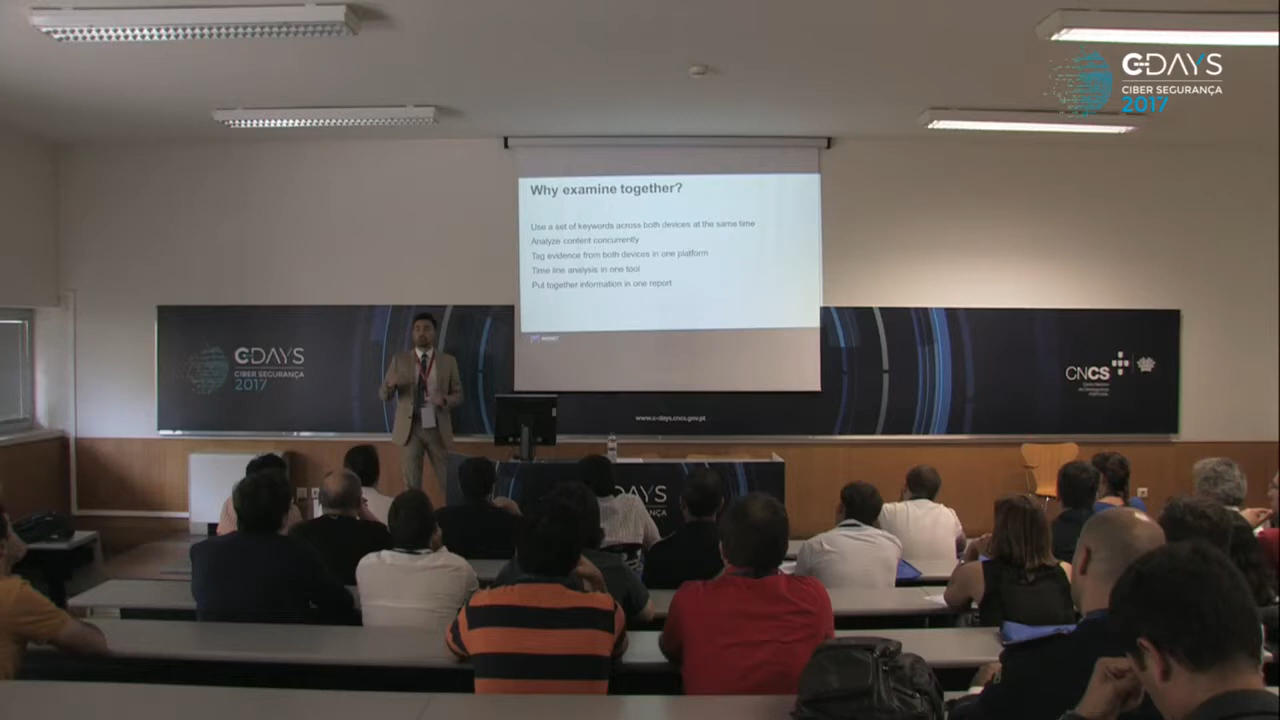 C-DAYS
CIBER SEGURANÇA
2017
Why examine together?
Use a set of keywords across both devices at the same time
Analyze content concurrently
Tag evidence from both devices in one platform
Time line analysis in one tool
Put together information in one report
C-DAYS
CIBER SEGURANÇA
2017
CNCS
www.c-days.cncs.gov.pt
DAYS